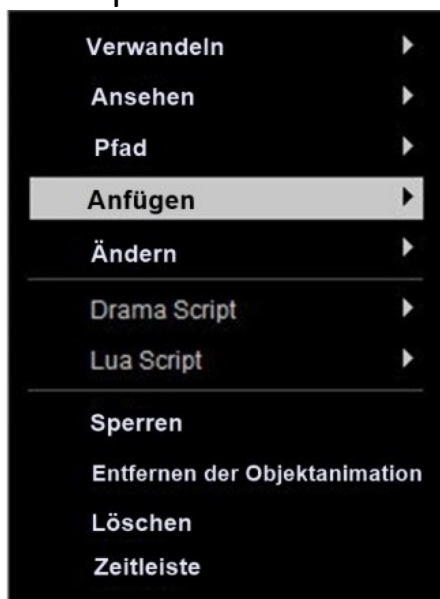 Verwandeln
Ansehen
Pfad
Anfügen
Ändern
Drama Script
Lua Script
Sperren
Entfernen der Objektanimation
Löschen
Zeitleiste